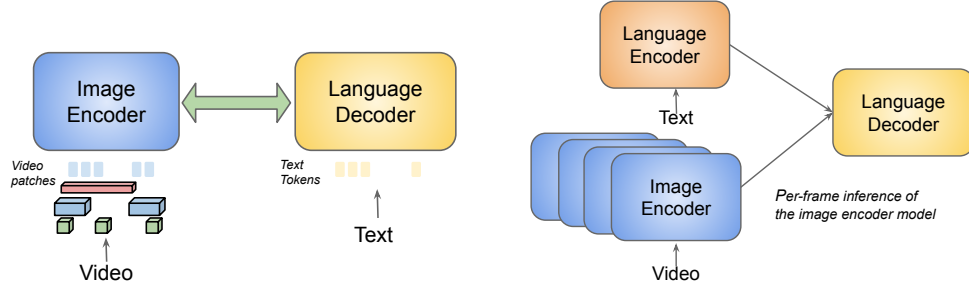 Image
Encoder
Language
Decoder
Video
patches
Text
Tokens
Video
Text
Language
Encoder
Text
Language
Decoder
Image
Encoder
Per-frame inference of
the image encoder model
Video